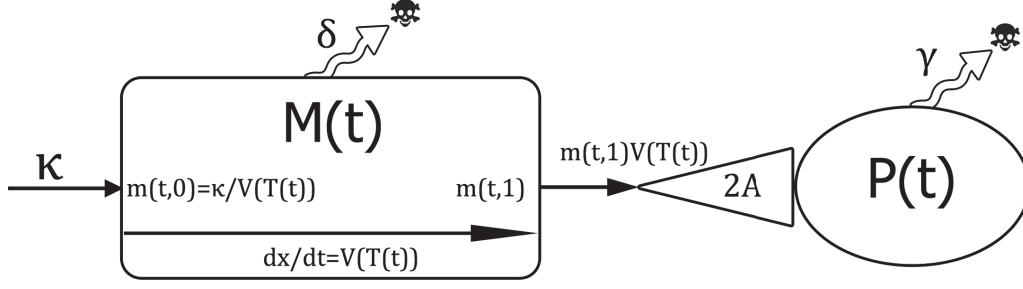 δ
γ
M(t)
κ
m(t,0)=κ/V(T(t))
m(t,1)
m(t,1)V(T(t))
2A
P(t)
dx/dt=V(T(t))